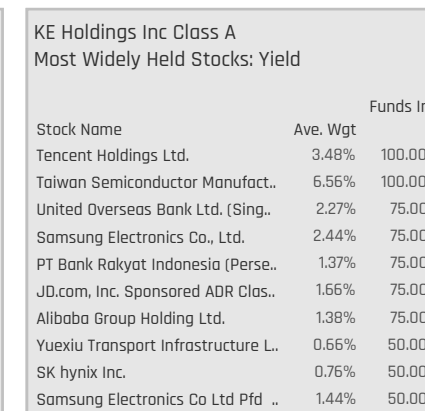 KE Holdings Inc Class A
Most Widely Held Stocks: Yield
Funds In
Stock Name Ave. Wgt
Tencent Holdings Ltd. 3.48% 100.00
Taiwan Semiconductor Manufact.. 6.56% 100.00
United Overseas Bank Ltd. (Sing.. 2.27% 75.00
Samsung Electronics Co., Ltd. 2.44% 75.00
PT Bank Rakyat Indonesia (Perse.. 1.37% 75.00
JD.com, Inc. Sponsored ADR Clas.. 1.66% 75.00
Alibaba Group Holding Ltd. 1.38% 75.00
Yuexiu Transport Infrastructure L.. 0.66% 50.00
SK hynix Inc. 0.76% 50.00
Samsung Electronics Co Ltd Pfd .. 1.44% 50.00